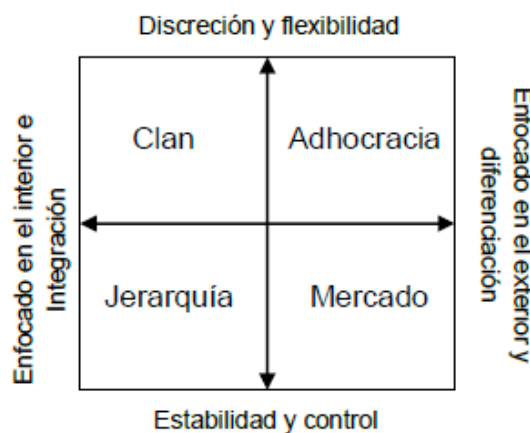 Discreción y flexibilidad
Enfocado en el interior e
Integración
Clan
Adhocracia
Jerarquía
Mercado
Enfocado en el exterior y
diferenciación
Estabilidad y control